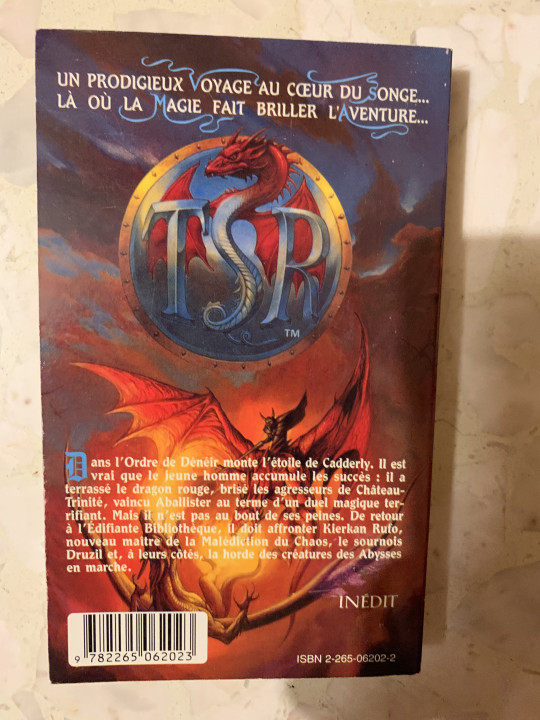 UN PRODIGIEUX VOYAGE AU CŒUR DU SONGE...
LÀ OÙ LA MAGIE FAIT BRILLER L'AVENTURE...
TSR
TM
Dans l'Ordre de Dénéir monte l'étoile de Cadderly. Il est
vrai que le jeune homme accumule les succès : il a
terrassé le dragon rouge, brisé les agresseurs de Château-
Trinité, vaincu Aballister au terme d'un duel magique ter-
rifiant. Mais il n'est pas au bout de ses peines. De retour
à l'Édifiante Bibliothèque, il doit affronter Kierkan Rufo,
nouveau maître de la Malédiction du Chaos, le sournois
Druzil et, à leurs côtés, la horde des créatures des Abysses
en marche.
INÉDIT
9 782265 062023
ISBN 2-265-06202-2